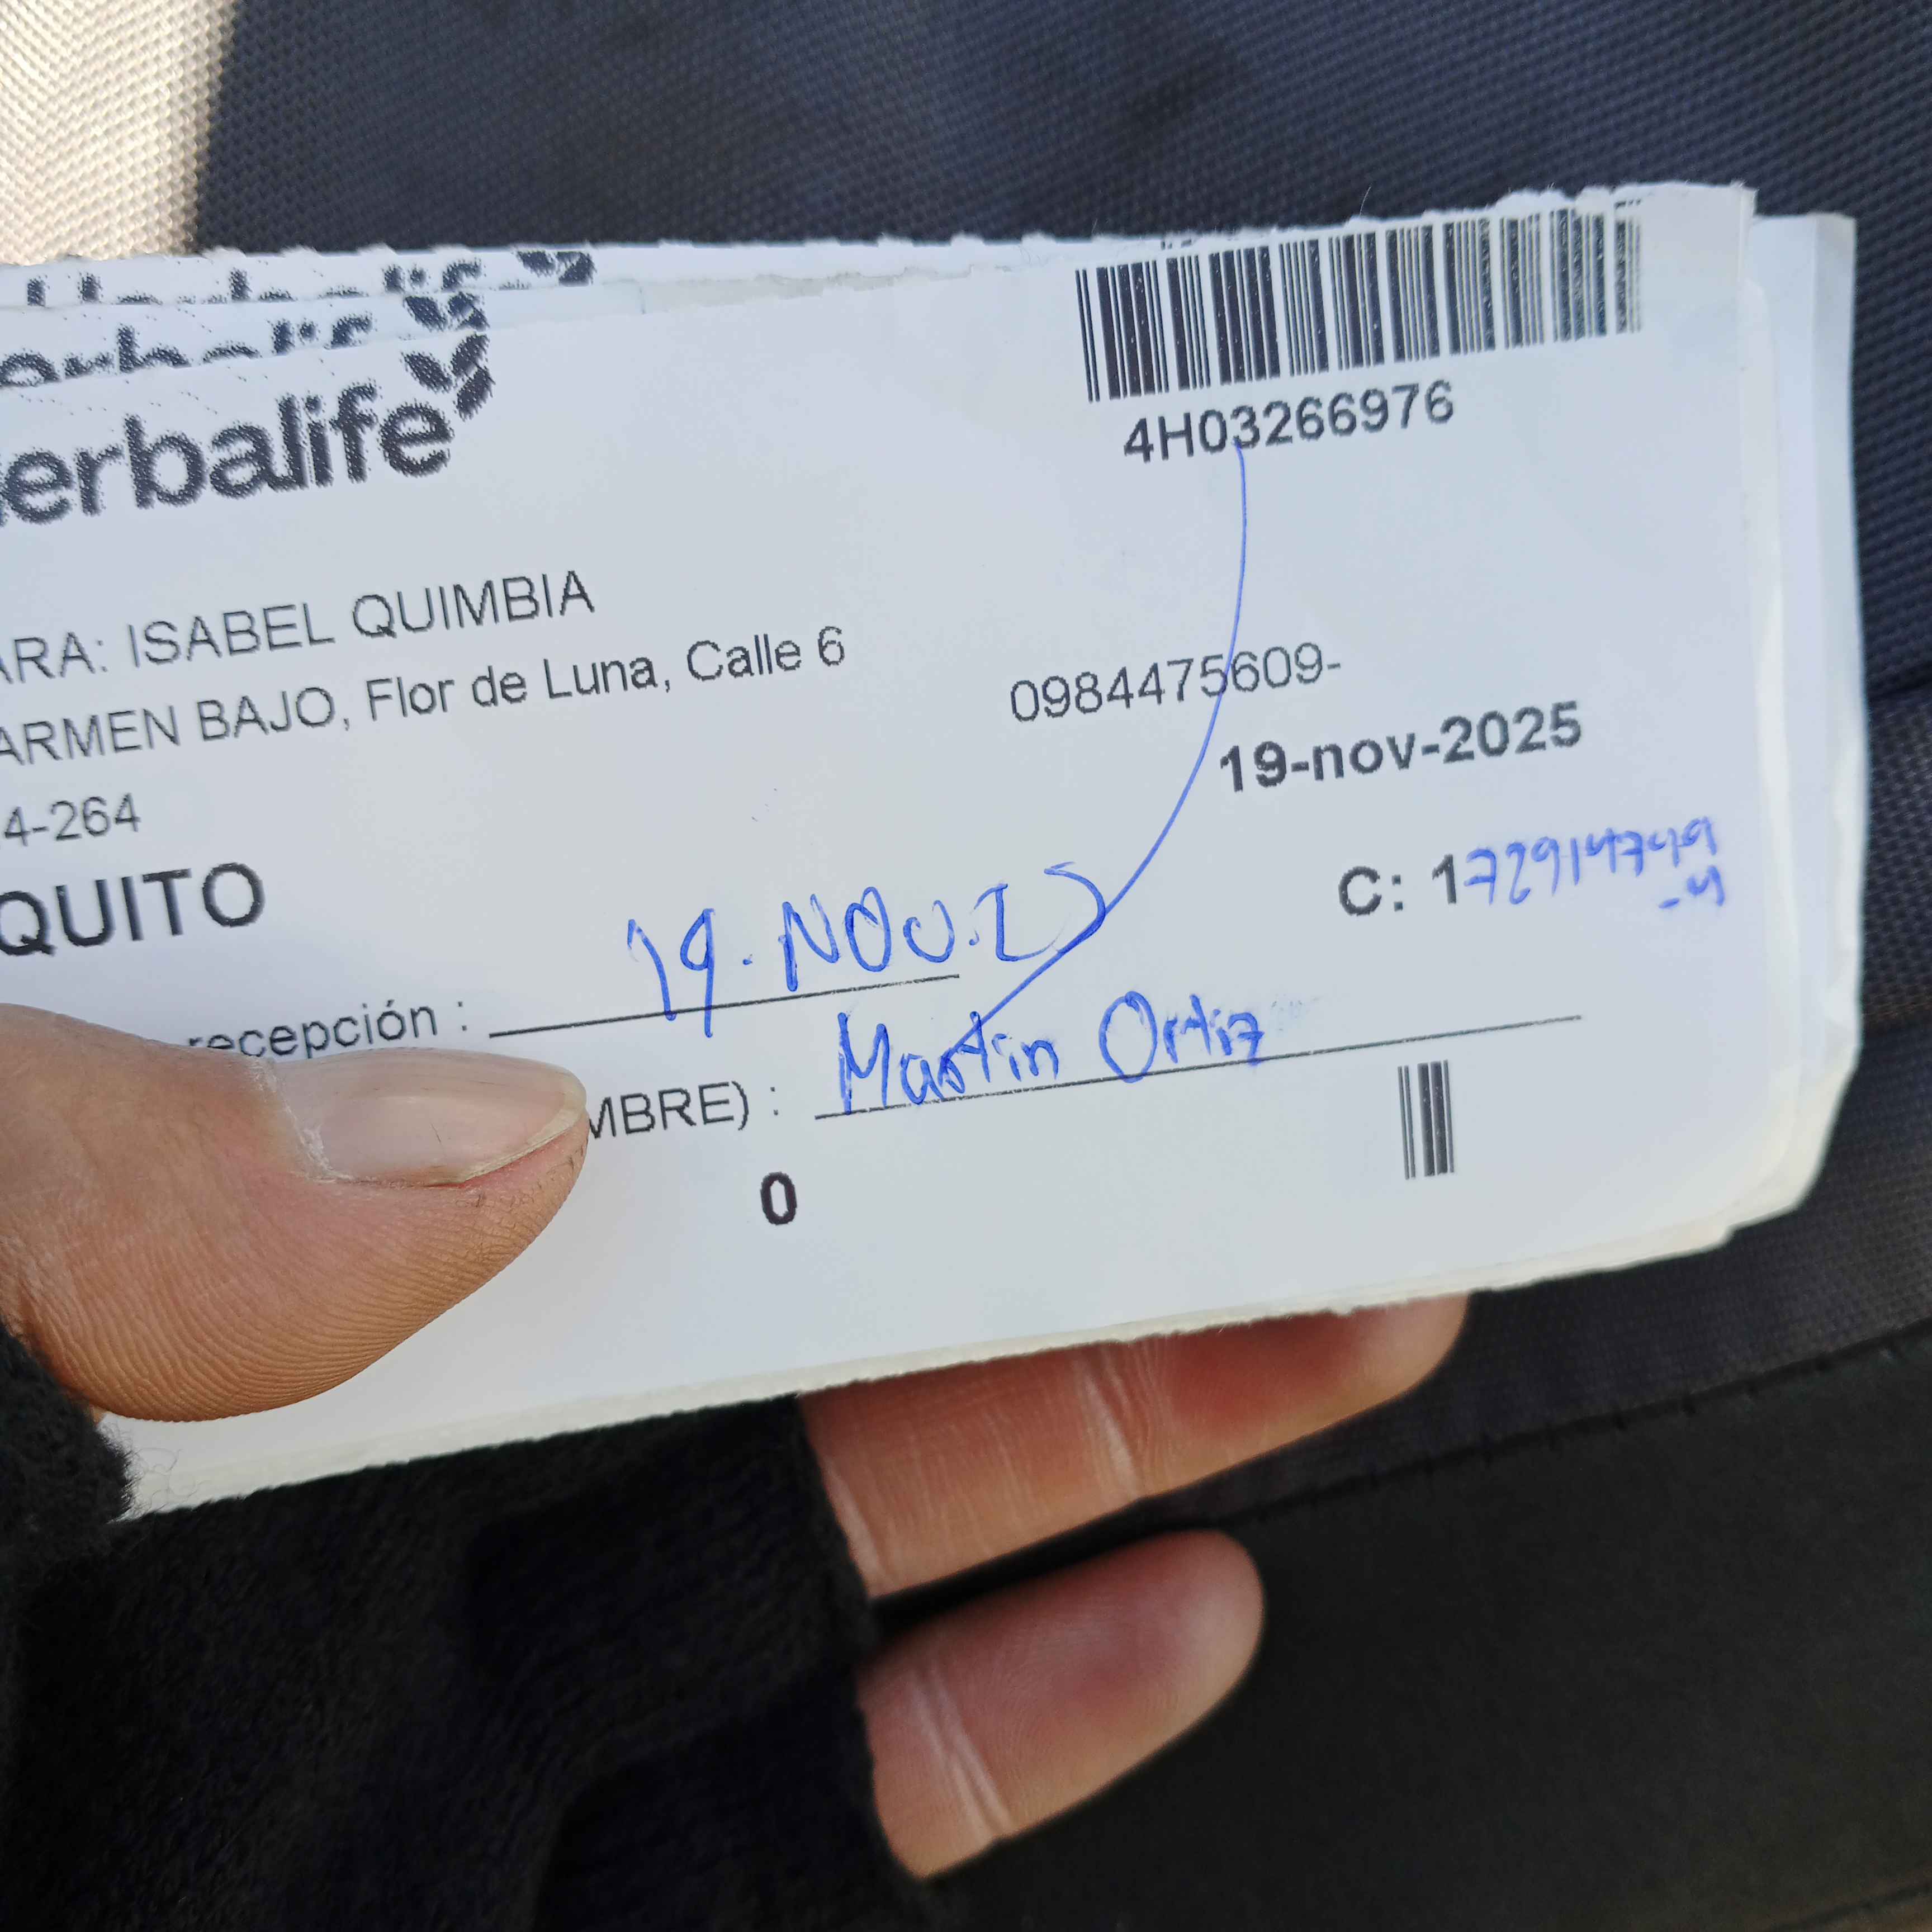 erbalife
4H03266976
ARA: ISABEL QUIMBIA
ARMEN BAJO, Flor de Luna, Calle 6
0984475609-
4-264
19-nov-2025
QUITO
C: 1729147449
-4
recepción : 19.NOV.25
MBRE) : Martin Ortiz
0